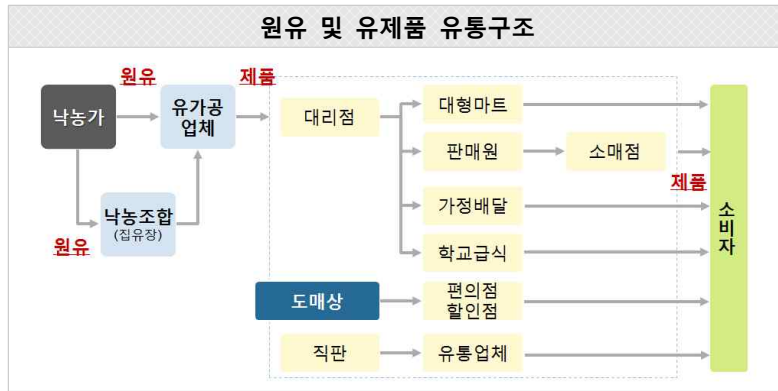 원유 및 유제품 유통구조
원유
제품
낙농가
유가공
업체
대리점
대형마트
판매원
소매점
제품
낙농조합
(집유장)
원유
가정배달
소비자
학교급식
도매상
편의점
할인점
직판
유통업체